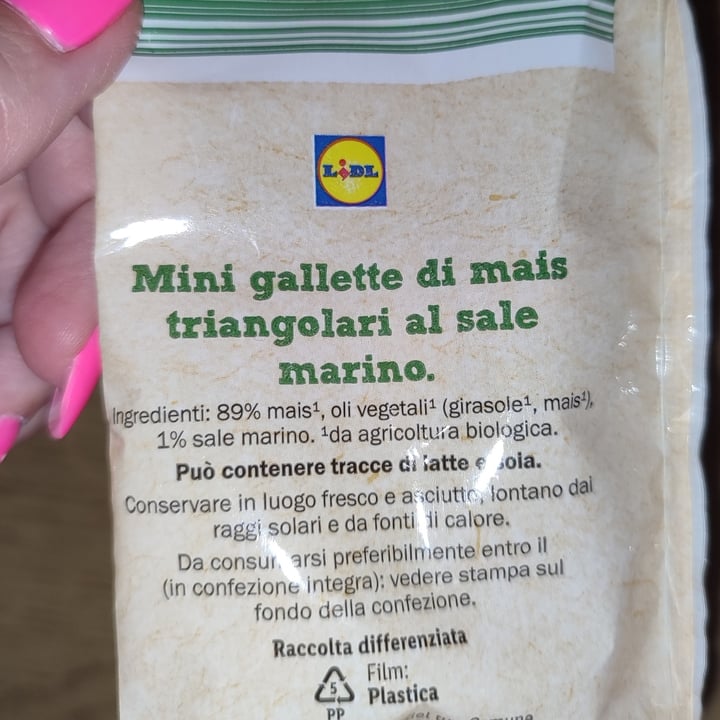 LIDL
Mini gallette di mais
triangolari al sale
marino.
Ingredienti: 89% mais¹, oli vegetali¹ (girasole¹, mais¹),
1% sale marino. ¹da agricoltura biologica.
Può contenere tracce di latte e soia.
Conservare in luogo fresco e asciutto, lontano dai
raggi solari e da fonti di calore.
Da consumarsi preferibilmente entro il
(in confezione integra): vedere stampa sul
fondo della confezione.
Raccolta differenziata
5
Film:
Plastica
PP